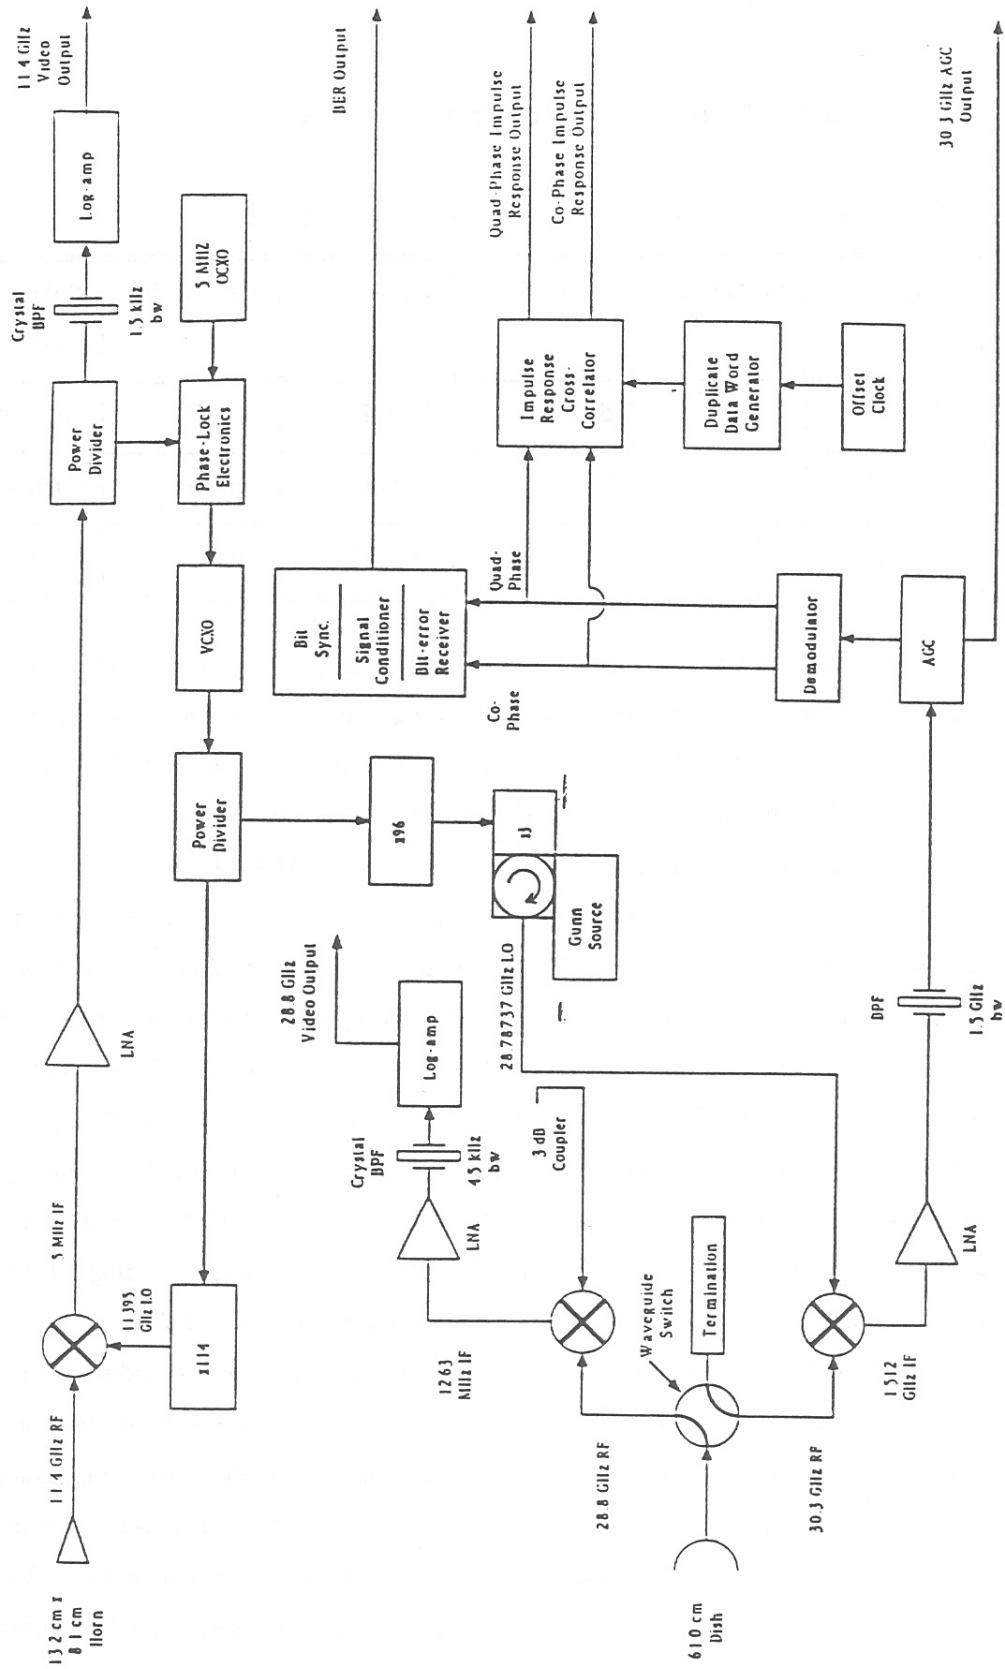 13.2 cm x
8.1 cm
Horn
11.4 GHz RF
11.395
GHz LO
x114
5 MHz IF
LNA
Power
Divider
Crystal
BPF
1.5 kHz
bw
Log-amp
11.4 GHz
Video
Output
5 MHZ
OCXO
Phase-Lock
Electronics
VCXO
Power
Divider
x96
x3
Gunn
Source
28.78737 GHz LO
28.8 GHz
Video Output
Log-amp
Crystal
BPF
45 kHz
bw
LNA
3 dB
Coupler
12.63
MHz IF
Waveguide
Switch
Termination
28.8 GHz RF
30.3 GHz RF
61.0 cm
Dish
1.512
GHz IF
LNA
BPF
1.5 GHz
bw
AGC
30.3 GHz AGC
Output
Demodulator
Co-
Phase
Quad-
Phase
Bit
Sync.
Signal
Conditioner
Bit-error
Receiver
BER Output
Impulse
Response
Cross-
Correlator
Quad-Phase Impulse
Response Output
Co-Phase Impulse
Response Output
Duplicate
Data Word
Generator
Offset
Clock